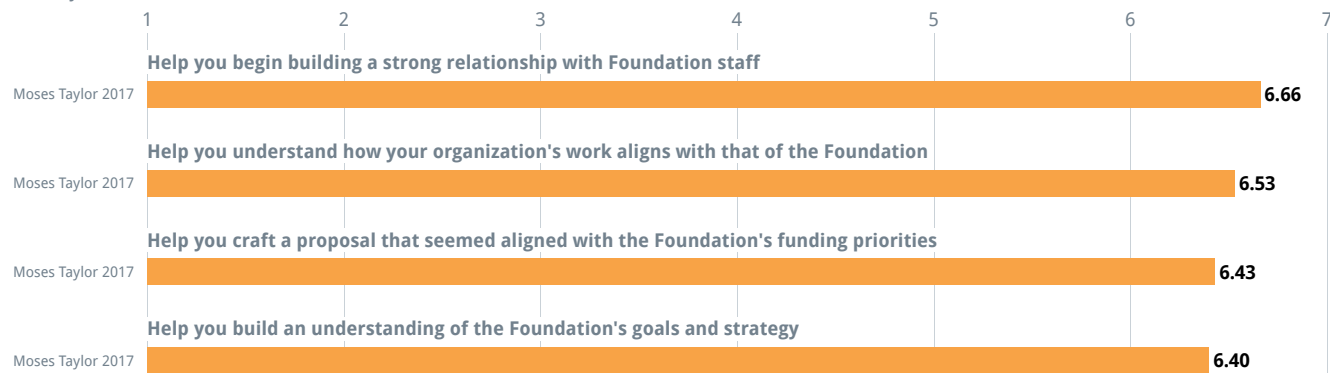 1 2 3 4 5 6 7
Help you begin building a strong relationship with Foundation staff
Moses Taylor 2017 6.66
Help you understand how your organization's work aligns with that of the Foundation
Moses Taylor 2017 6.53
Help you craft a proposal that seemed aligned with the Foundation's funding priorities
Moses Taylor 2017 6.43
Help you build an understanding of the Foundation's goals and strategy
Moses Taylor 2017 6.40